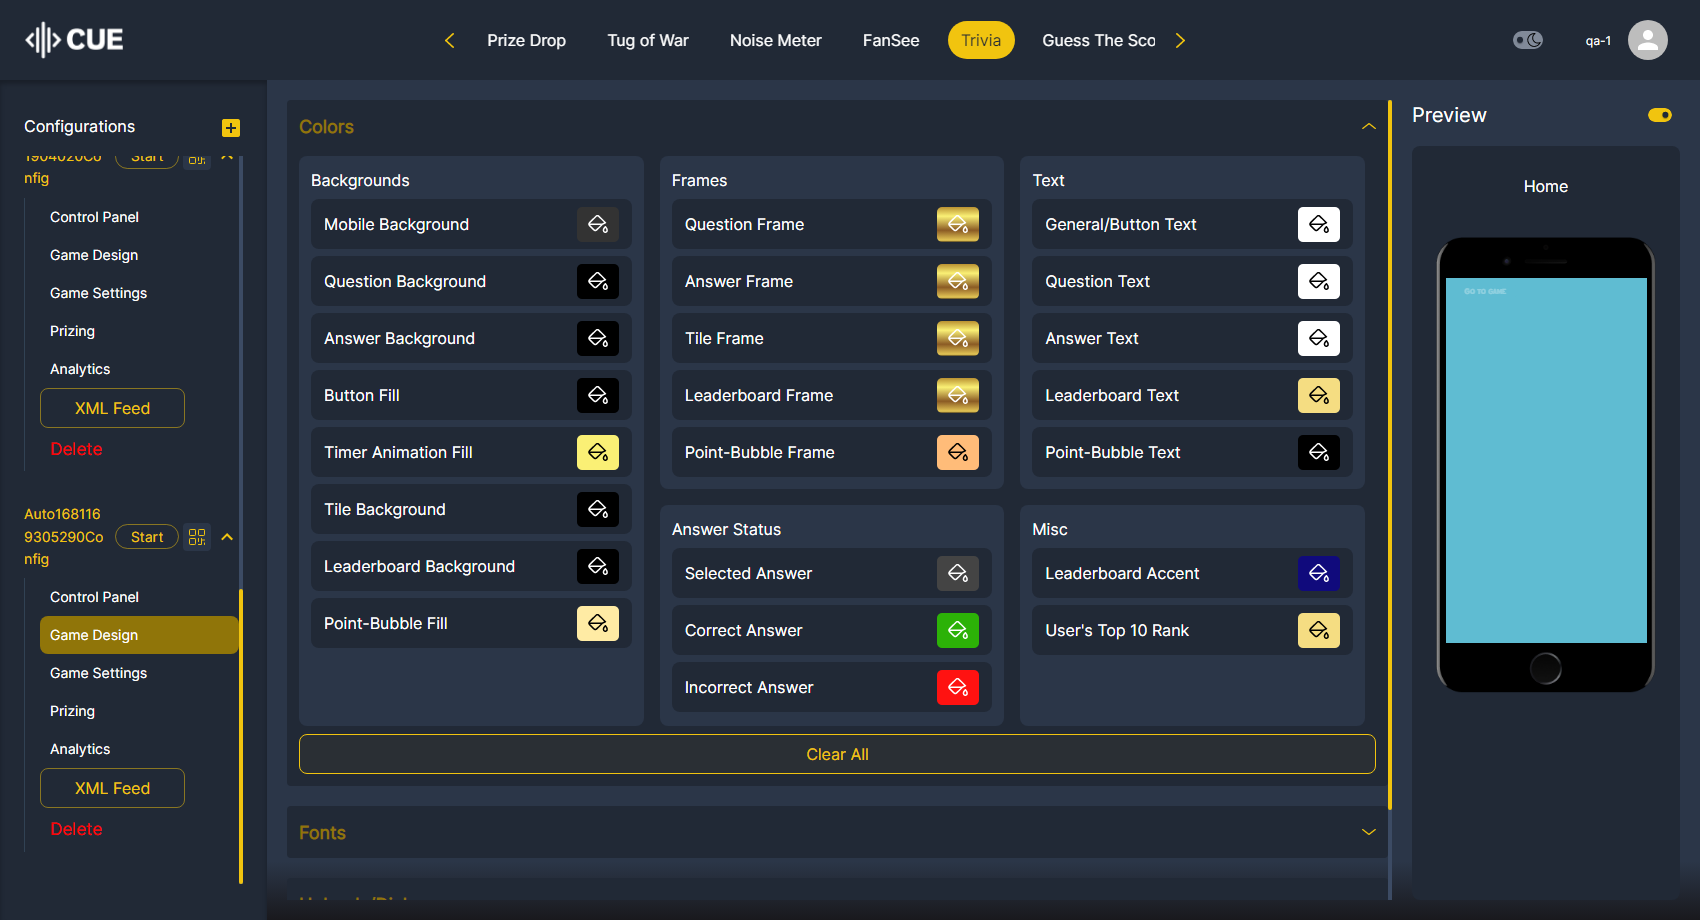 CUE
Prize Drop
Tug of War
Noise Meter
FanSee
Trivia
Guess The Sco
qa-1
Configurations
1904020Co
nfig
Start
Control Panel
Game Design
Game Settings
Prizing
Analytics
XML Feed
Delete
Auto168116
9305290Co
nfig
Start
Control Panel
Game Design
Game Settings
Prizing
Analytics
XML Feed
Delete
Colors
Backgrounds
Mobile Background
Question Background
Answer Background
Button Fill
Timer Animation Fill
Tile Background
Leaderboard Background
Point-Bubble Fill
Frames
Question Frame
Answer Frame
Tile Frame
Leaderboard Frame
Point-Bubble Frame
Text
General/Button Text
Question Text
Answer Text
Leaderboard Text
Point-Bubble Text
Answer Status
Selected Answer
Correct Answer
Incorrect Answer
Misc
Leaderboard Accent
User's Top 10 Rank
Clear All
Fonts
Preview
Home
GO TO GAME